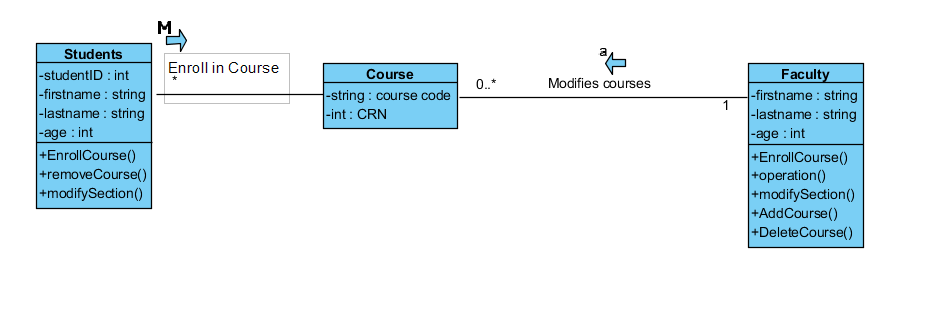 M
Students
-studentID : int
-firstname : string
-lastname : string
-age : int
+EnrollCourse()
+removeCourse()
+modifySection()
Enroll in Course
*
Course
-string : course code
-int : CRN
0..*
a
Modifies courses
1
Faculty
-firstname : string
-lastname : string
-age : int
+EnrollCourse()
+operation()
+modifySection()
+AddCourse()
+DeleteCourse()